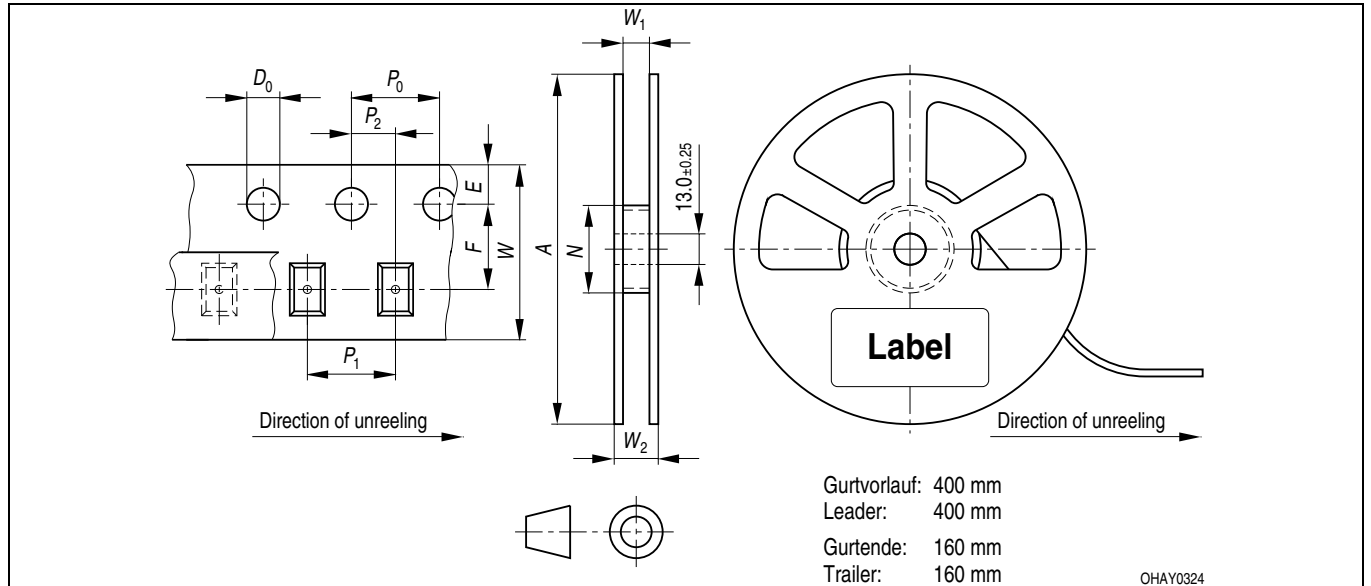 W₁
D₀
P₀
P₂
E
F
W
A
N
13.0±0.25
P₁
W₂
Label
Direction of unreeling
Direction of unreeling
Gurtvorlauf: 400 mm
Leader: 400 mm
Gurtende: 160 mm
Trailer: 160 mm
OHAY0324